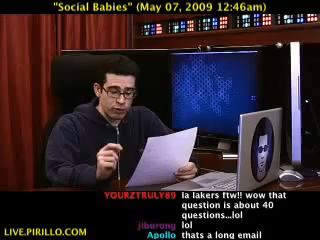 "Social Babies" (May 07, 2009 12:46am)
YOURZTRULY69 la lakers ftw!! wow that
question is about 40
questions...lol
jiburong lol
Apollo thats a long email
LIVE.PIRILLO.COM